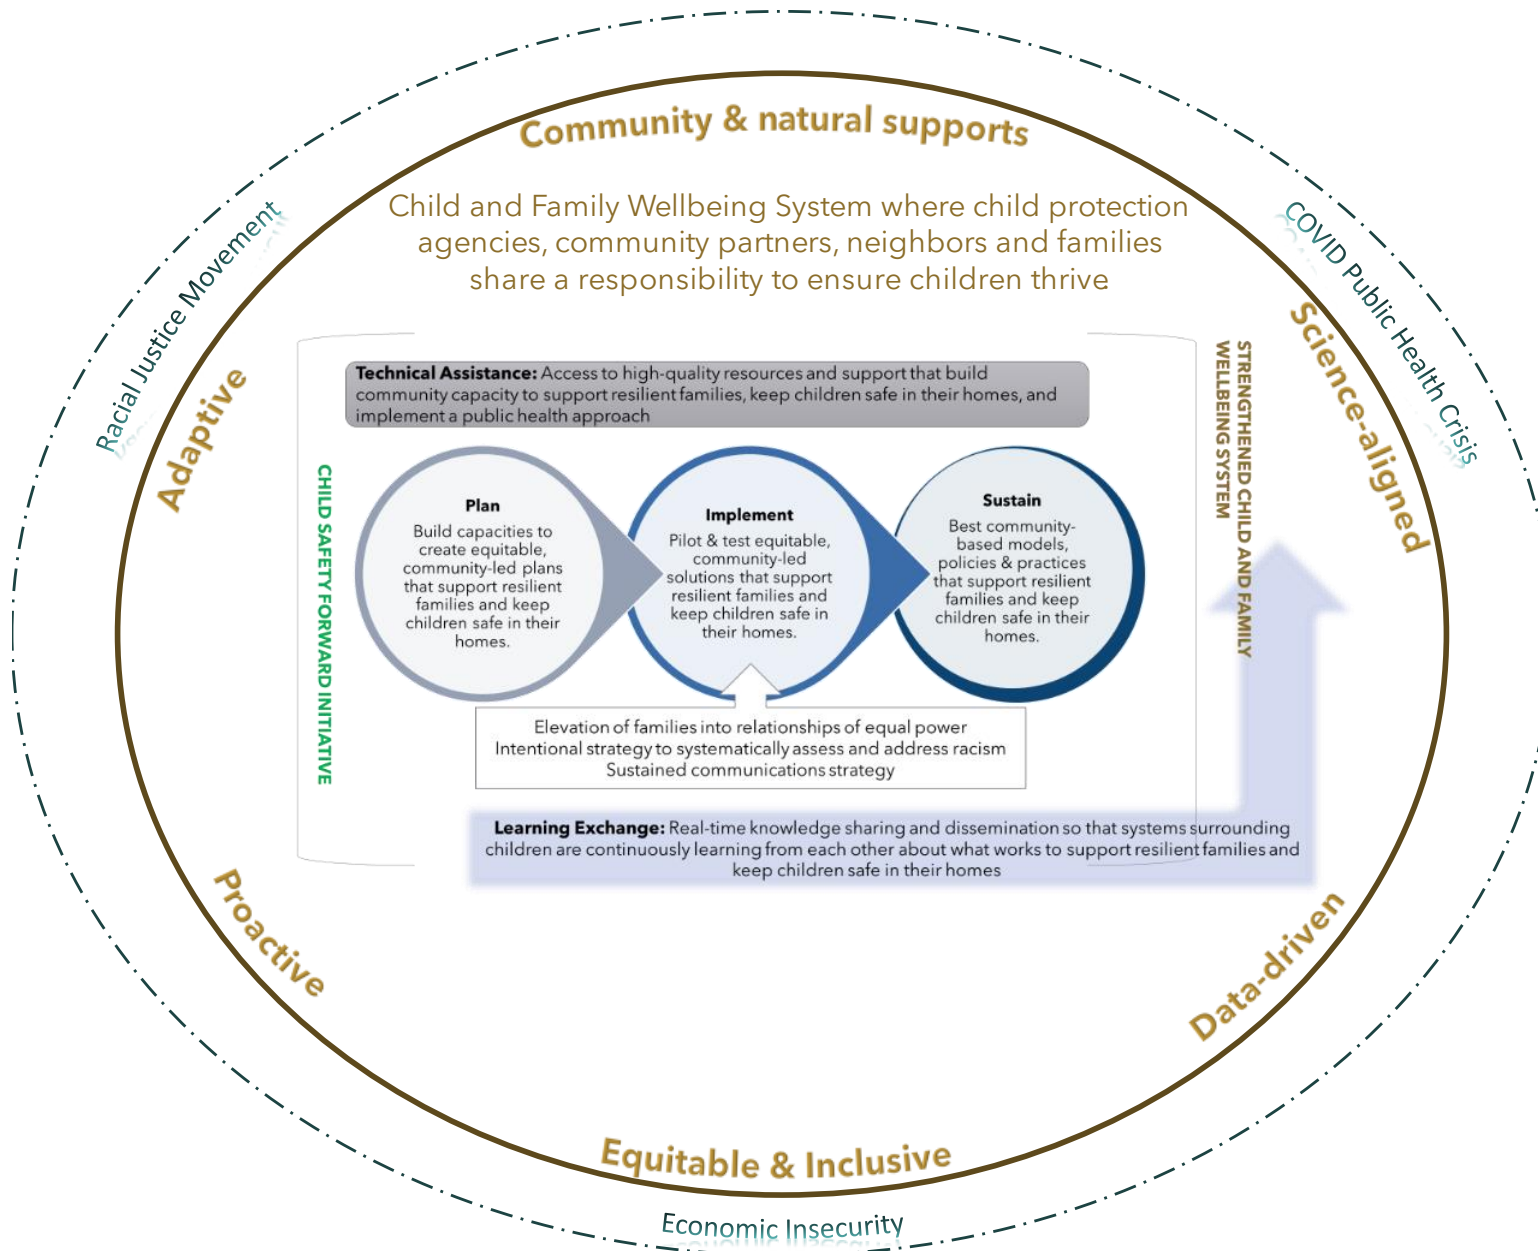 Community & natural supports
Child and Family Wellbeing System where child protection
agencies, community partners, neighbors and families
share a responsibility to ensure children thrive
Racial Justice Movement
COVID Public Health Crisis
Adaptive
Science-aligned
Technical Assistance: Access to high-quality resources and support that build
community capacity to support resilient families, keep children safe in their homes, and
implement a public health approach
CHILD SAFETY FORWARD INITIATIVE
STRENGTHENED CHILD AND FAMILY
WELLBEING SYSTEM
Plan
Build capacities to
create equitable,
community-led plans
that support resilient
families and keep
children safe in their
homes.
Implement
Pilot & test equitable,
community-led
solutions that support
resilient families and
keep children safe in
their homes.
Sustain
Best community-
based models,
policies & practices
that support resilient
families and keep
children safe in their
homes.
Elevation of families into relationships of equal power
Intentional strategy to systematically assess and address racism
Sustained communications strategy
Learning Exchange: Real-time knowledge sharing and dissemination so that systems surrounding
children are continuously learning from each other about what works to support resilient families and
keep children safe in their homes
Proactive
Data-driven
Equitable & Inclusive
Economic Insecurity